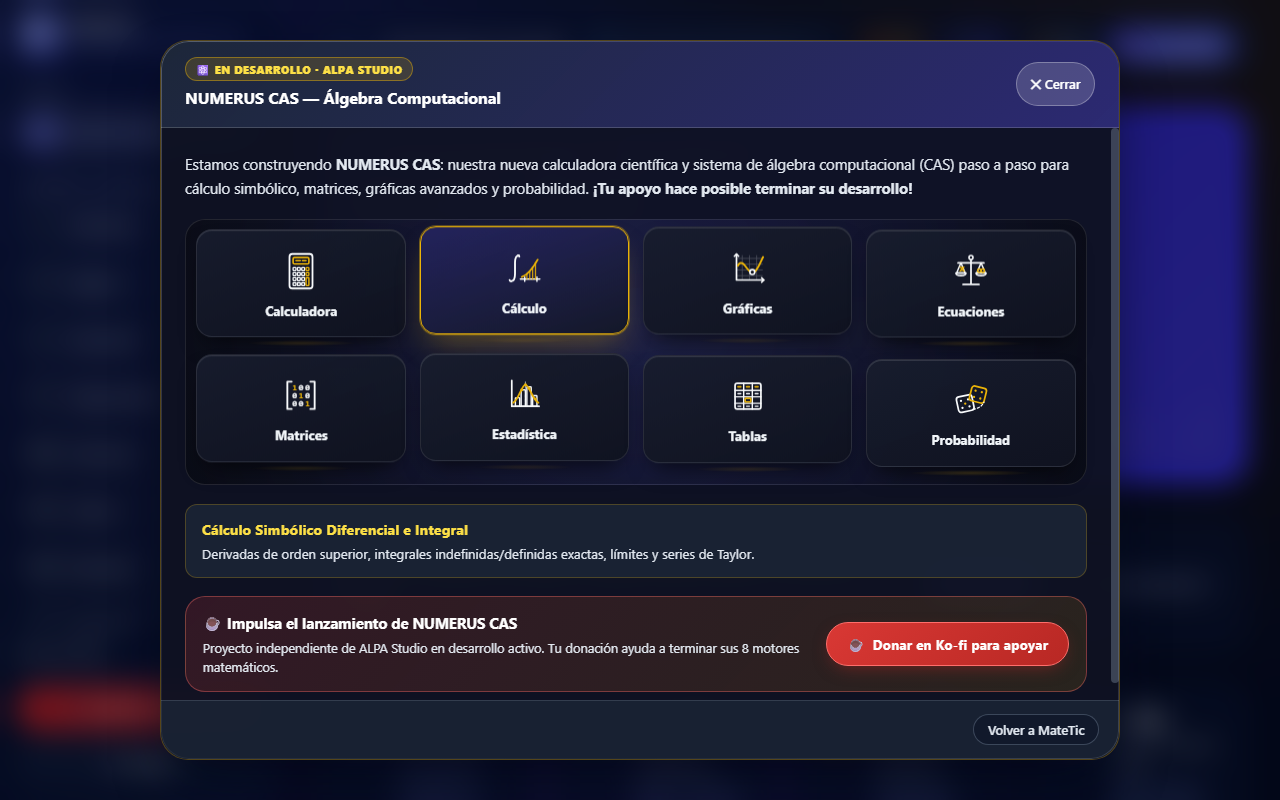 EN DESARROLLO - ALPA STUDIO
NUMERUS CAS — Álgebra Computacional
Cerrar
Estamos construyendo NUMERUS CAS: nuestra nueva calculadora científica y sistema de álgebra computacional (CAS) paso a paso para
cálculo simbólico, matrices, gráficas avanzados y probabilidad. ¡Tu apoyo hace posible terminar su desarrollo!
Calculadora
Cálculo
Gráficas
Ecuaciones
Matrices
Estadística
Tablas
Probabilidad
Cálculo Simbólico Diferencial e Integral
Derivadas de orden superior, integrales indefinidas/definidas exactas, límites y series de Taylor.
Impulsa el lanzamiento de NUMERUS CAS
Proyecto independiente de ALPA Studio en desarrollo activo. Tu donación ayuda a terminar sus 8 motores
matemáticos.
Donar en Ko-fi para apoyar
Volver a MateTic